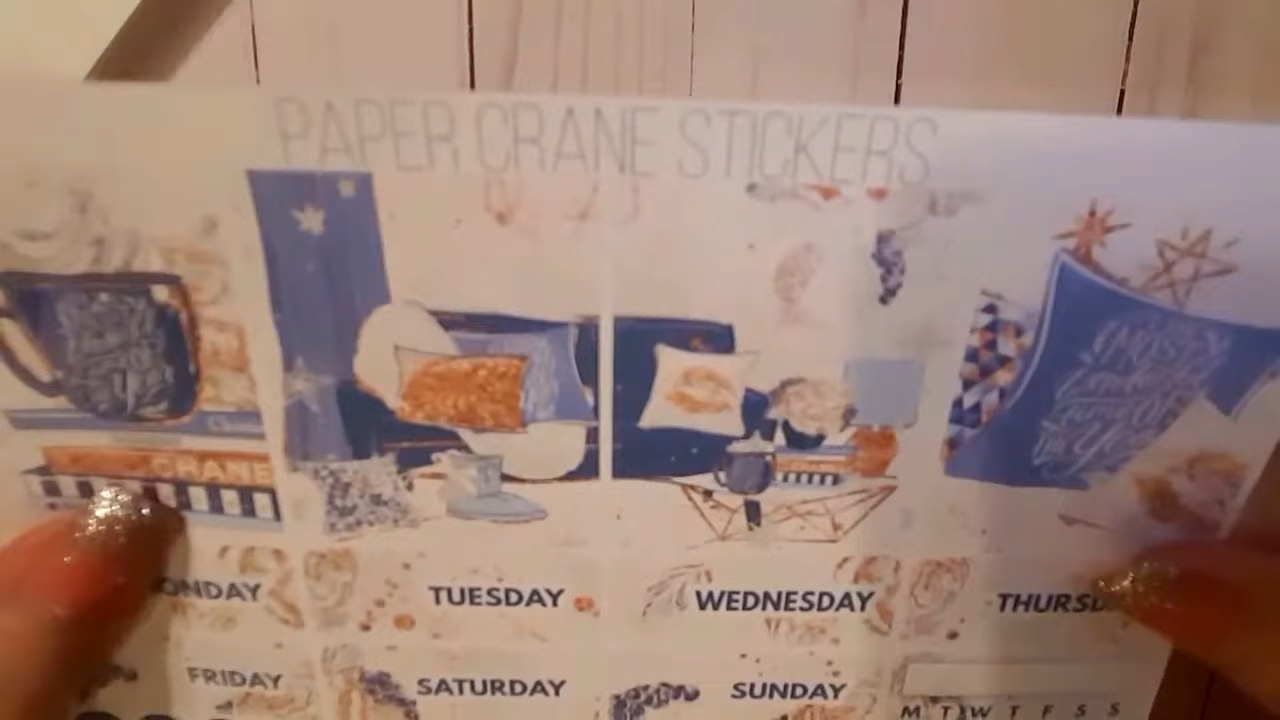 PAPER CRANE STICKERS
CRANE
ONDAY
TUESDAY
WEDNESDAY
THURSD
FRIDAY
SATURDAY
SUNDAY
M T W T F S S